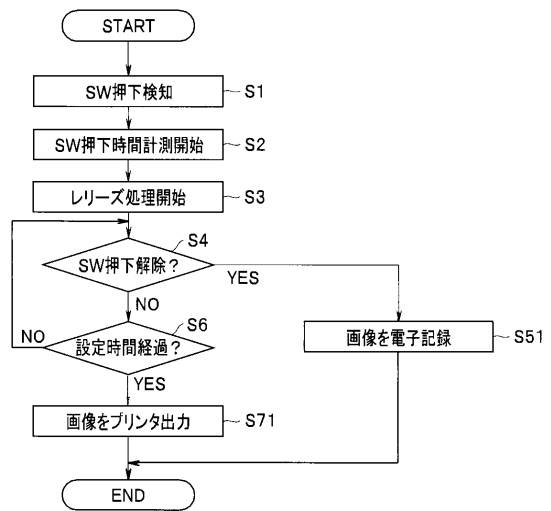 START
SW押下検知
S1
SW押下時間計測開始
S2
レリーズ処理開始
S3
S4
SW押下解除？
YES
NO
S6
設定時間経過？
NO
YES
画像を電子記録
S51
画像をプリンタ出力
S71
END